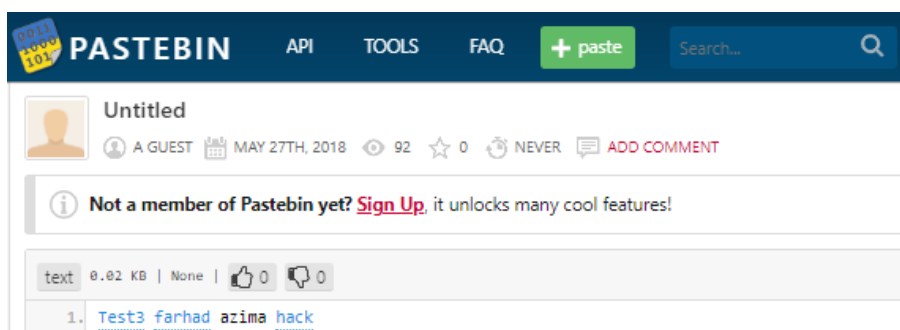 PASTEBIN API TOOLS FAQ + paste Search...
Untitled
A GUEST MAY 27TH, 2018 92 0 NEVER ADD COMMENT
Not a member of Pastebin yet? Sign Up, it unlocks many cool features!
text 0.02 KB | None | 0 0
1. Test3 farhad azima hack